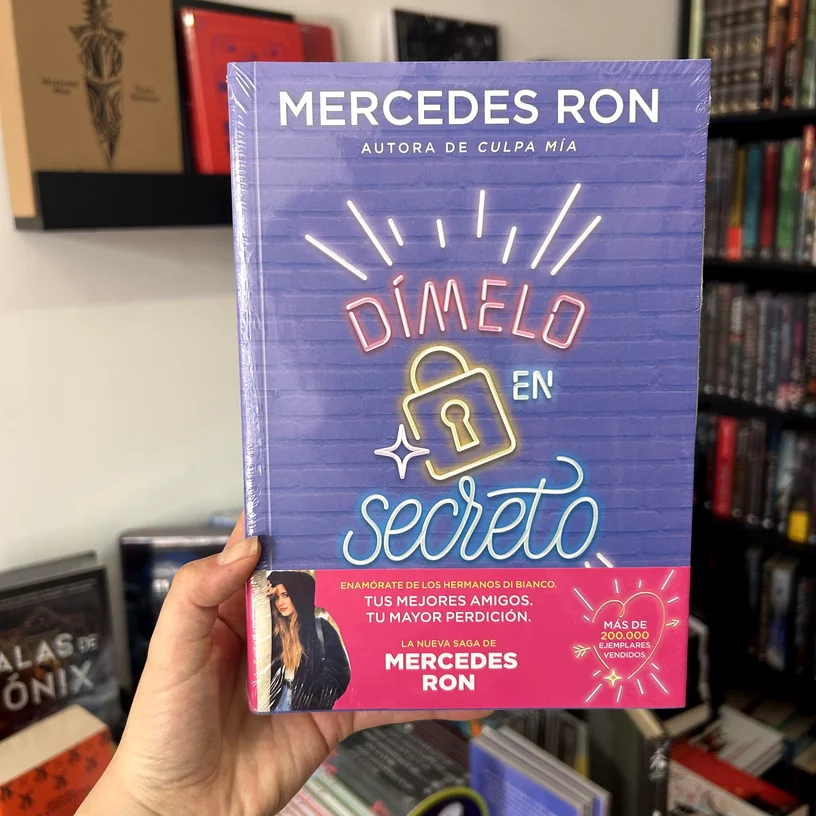 MERCEDES RON
AUTORA DE CULPA MÍA
DÍMELO
EN
secreto
ENAMÓRATE DE LOS HERMANOS DI BIANCO.
TUS MEJORES AMIGOS.
TU MAYOR PERDICIÓN.
LA NUEVA SAGA DE
MERCEDES
RON
MÁS DE
200.000
EJEMPLARES
VENDIDOS
ALAS DE
ÓNIX